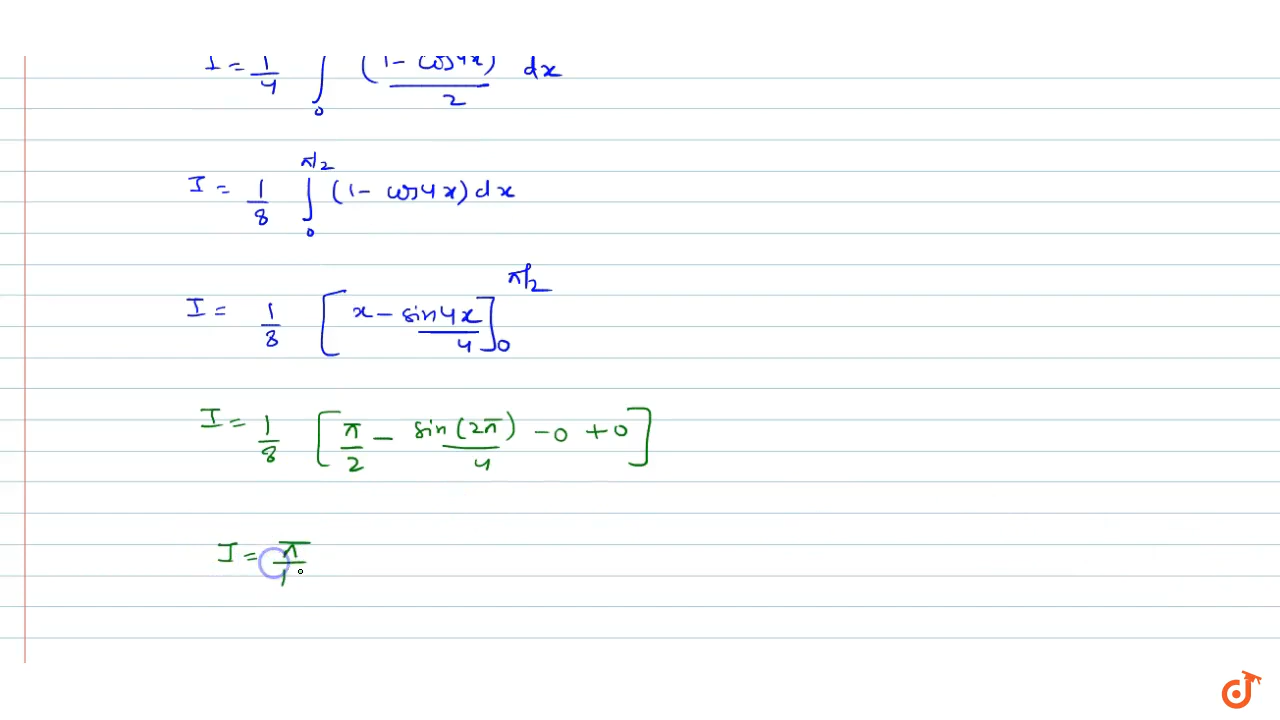 I = 1/4 ∫₀ (1 - cos4x)/2 dx
I = 1/8 ∫₀^(π/2) (1 - cos4x) dx
I = 1/8 [x - sin4x/4]₀^(π/2)
I = 1/8 [π/2 - sin(2π)/4 - 0 + 0]
I = π/1